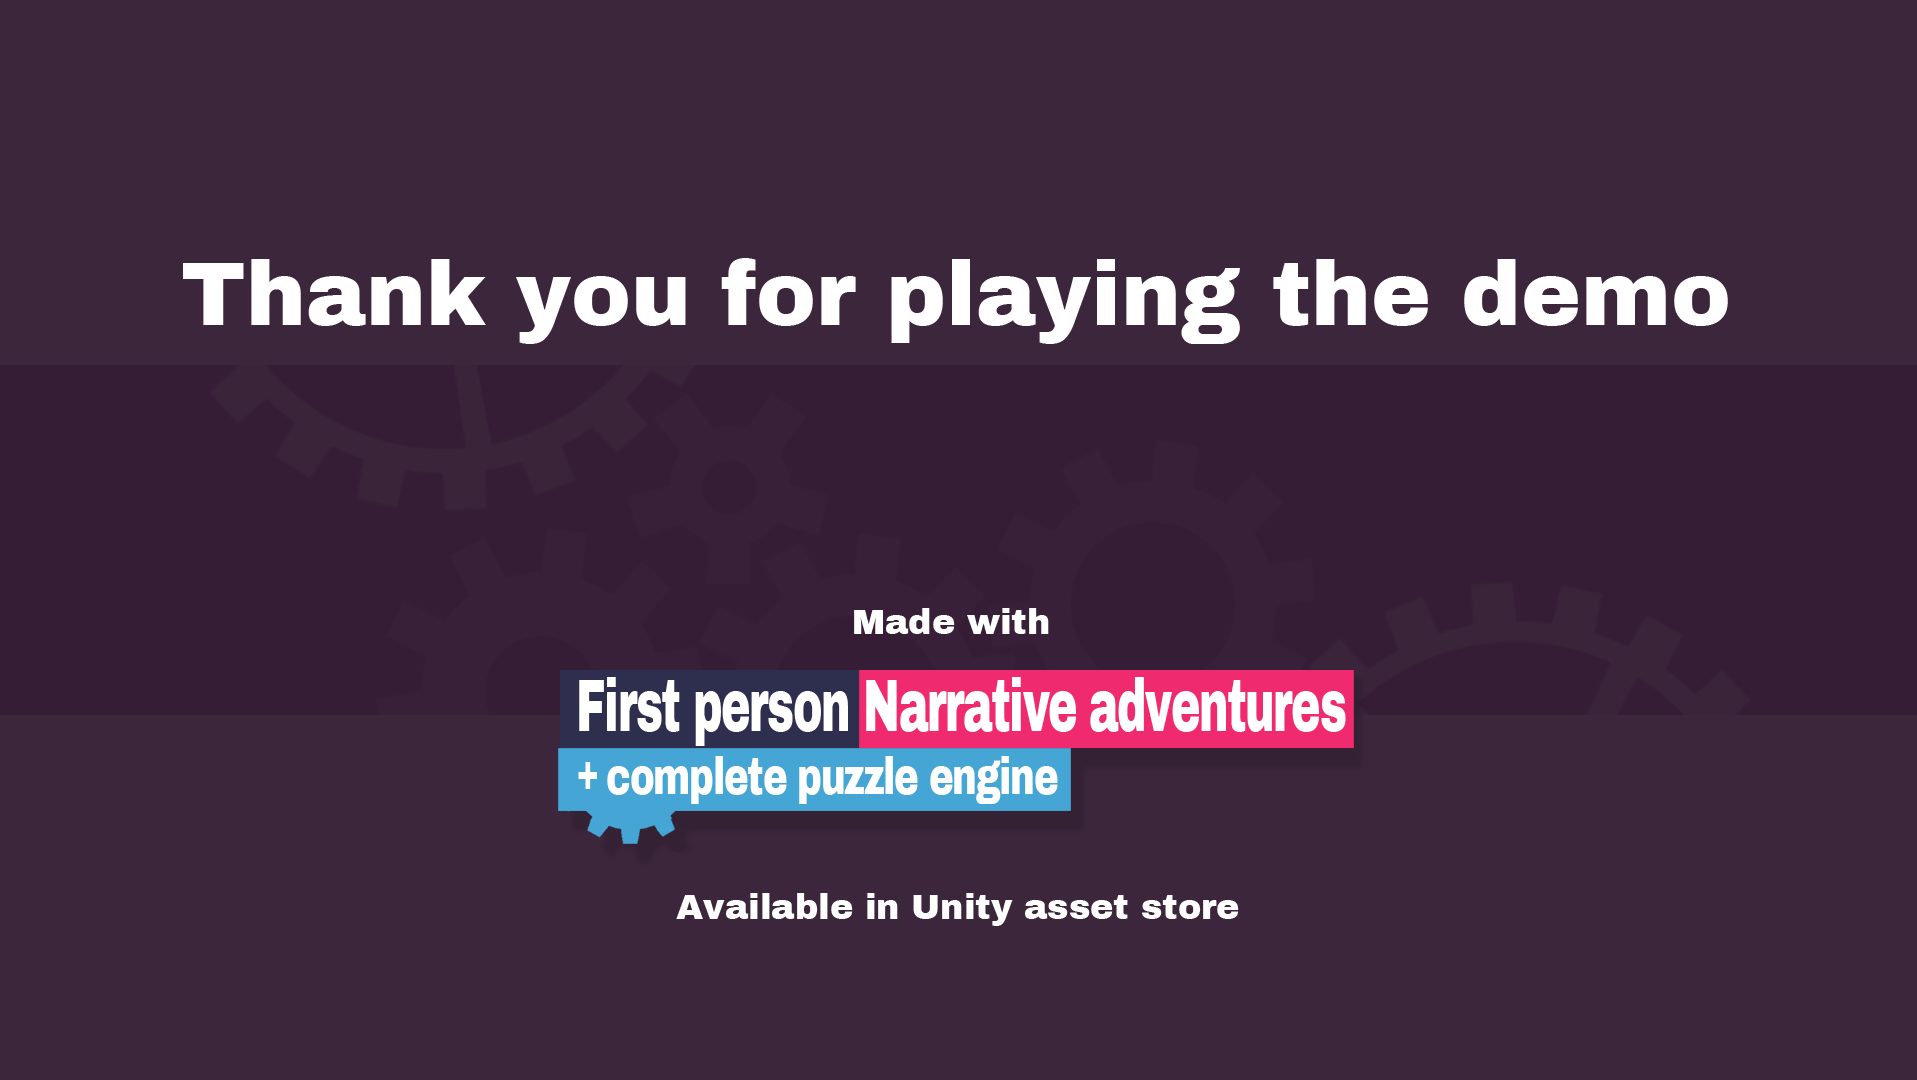 Thank you for playing the demo
Made with
First person Narrative adventures
+ complete puzzle engine
Available in Unity asset store